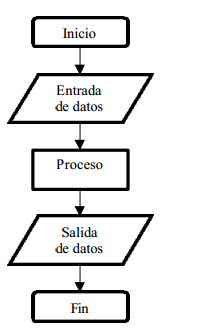 Inicio
Entrada
de datos
Proceso
Salida
de datos
Fin